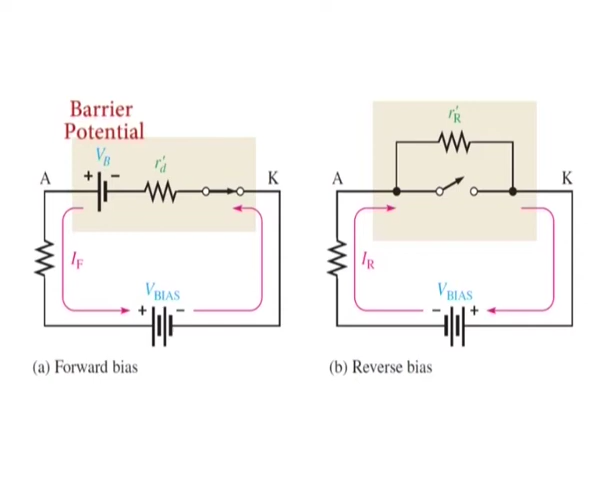 Barrier
Potential
V_B
+ −
r'_d
A
K
I_F
V_BIAS
+ −
(a) Forward bias
r'_R
A
K
I_R
V_BIAS
− +
(b) Reverse bias